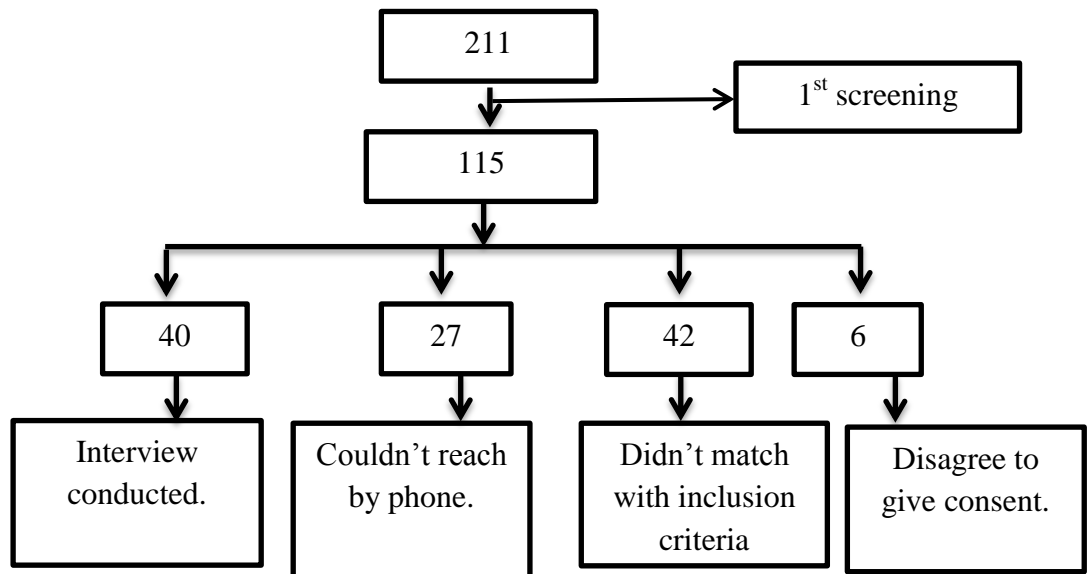 211
1st screening
115
40
27
42
6
Interview
conducted.
Couldn’t reach
by phone.
Didn’t match
with inclusion
criteria
Disagree to
give consent.